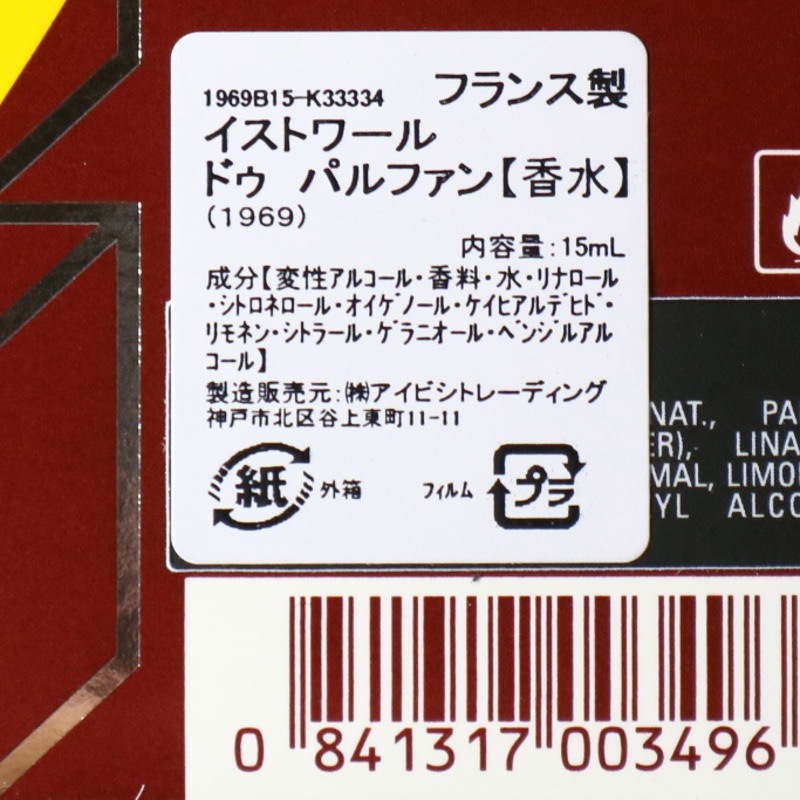 1969B15-K33334 フランス製
イストワール
ドゥ パルファン【香水】
(1969)
内容量:15mL
成分【変性アルコール・香料・水・リナロール
・シトロネロール・オイゲノール・ケイヒアルデヒド・
リモネン・シトラール・ゲラニオール・ベンジルアル
コール】
製造販売元:㈱アイビシトレーディング
神戸市北区谷上東町11-11
紙 外箱 フィルム プラ
NAT., PA
ER), LINA
MAL, LIMO
YL ALCO
0 841317 003496